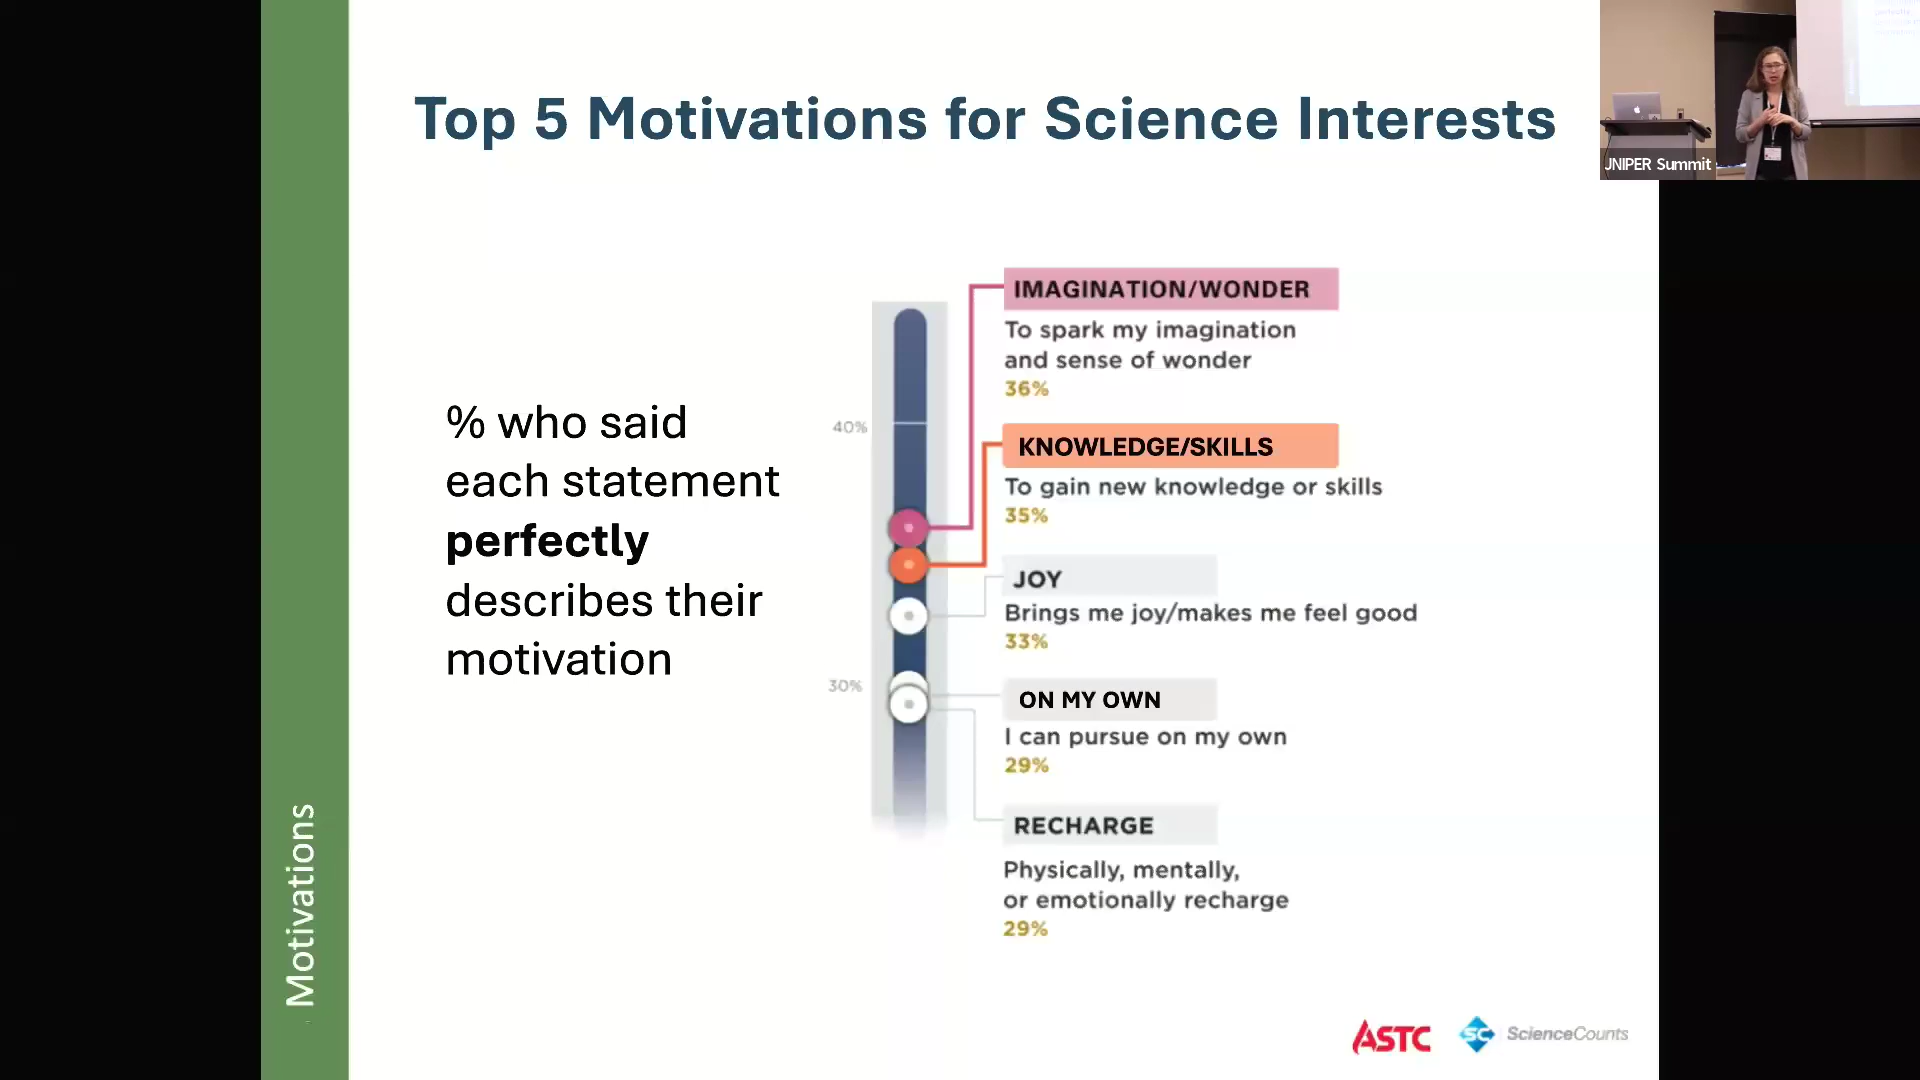 Top 5 Motivations for Science Interests
JNIPER Summit
% who said
each statement
perfectly
describes their
motivation
40%
30%
IMAGINATION/WONDER
To spark my imagination
and sense of wonder
36%
KNOWLEDGE/SKILLS
To gain new knowledge or skills
35%
JOY
Brings me joy/makes me feel good
33%
ON MY OWN
I can pursue on my own
29%
RECHARGE
Physically, mentally,
or emotionally recharge
29%
Motivations
ASTC
SC ScienceCounts